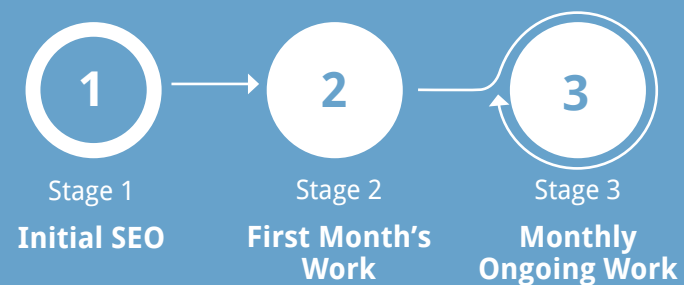 1
2
3
Stage 1
Stage 2
Stage 3
Initial SEO
First Month’s
Work
Monthly
Ongoing Work